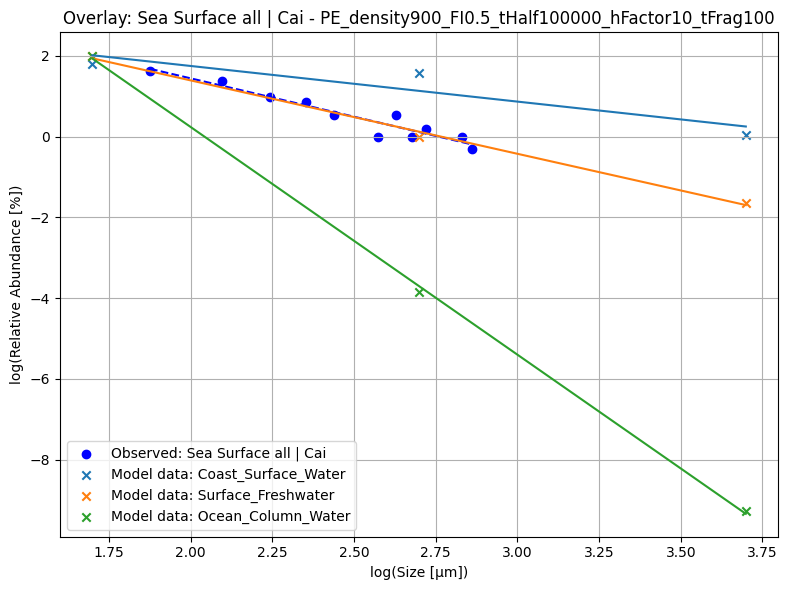 Overlay: Sea Surface all | Cai - PE_density900_FI0.5_tHalf100000_hFactor10_tFrag100
log(Relative Abundance [%])
2
0
−2
−4
−6
−8
Observed: Sea Surface all | Cai
Model data: Coast_Surface_Water
Model data: Surface_Freshwater
Model data: Ocean_Column_Water
1.75 2.00 2.25 2.50 2.75 3.00 3.25 3.50 3.75
log(Size [μm])